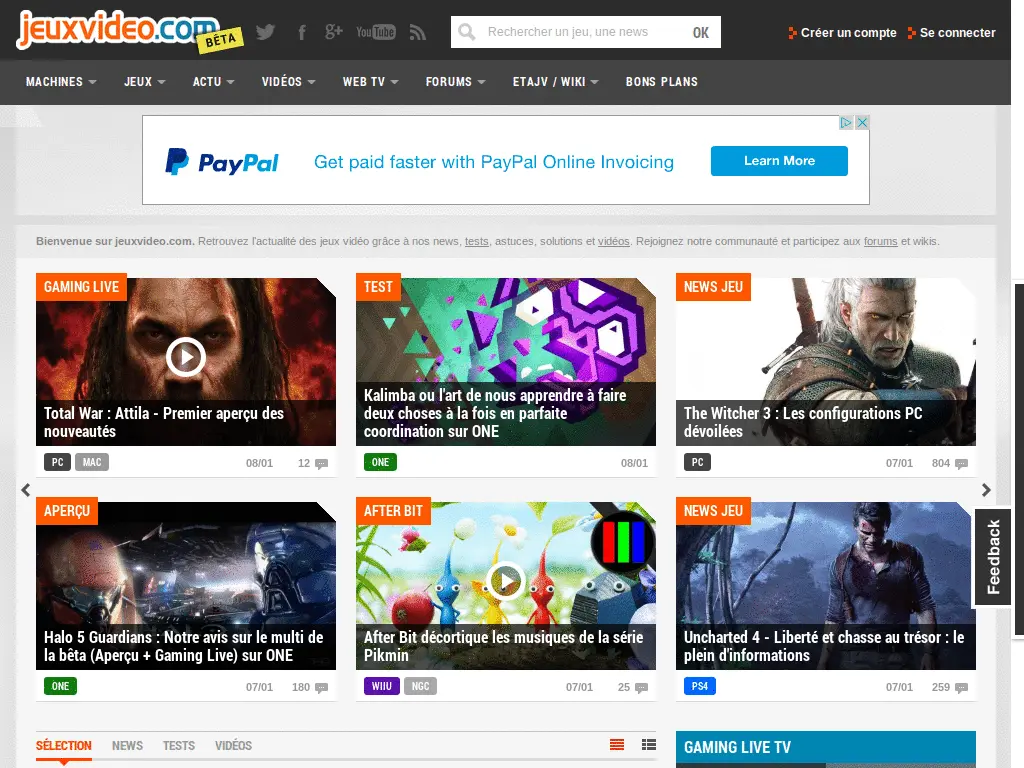 jeuxvideo.com
BÊTA
g+
You Tube
Rechercher un jeu, une news
OK
Créer un compte
Se connecter
MACHINES
JEUX
ACTU
VIDÉOS
WEB TV
FORUMS
ETAJV / WIKI
BONS PLANS
PayPal
Get paid faster with PayPal Online Invoicing
Learn More
Bienvenue sur jeuxvideo.com. Retrouvez l'actualité des jeux vidéo grâce à nos news, tests, astuces, solutions et vidéos. Rejoignez notre communauté et participez aux forums et wikis.
GAMING LIVE
Total War : Attila - Premier aperçu des
nouveautés
PC MAC 08/01 12
TEST
Kalimba ou l'art de nous apprendre à faire
deux choses à la fois en parfaite
coordination sur ONE
ONE 08/01
NEWS JEU
The Witcher 3 : Les configurations PC
dévoilées
PC 07/01 804
APERÇU
Halo 5 Guardians : Notre avis sur le multi de
la bêta (Aperçu + Gaming Live) sur ONE
ONE 07/01 180
AFTER BIT
After Bit décortique les musiques de la série
Pikmin
WIIU NGC 07/01 25
NEWS JEU
Uncharted 4 - Liberté et chasse au trésor : le
plein d'informations
PS4 07/01 259
Feedback
SÉLECTION
NEWS
TESTS
VIDÉOS
GAMING LIVE TV